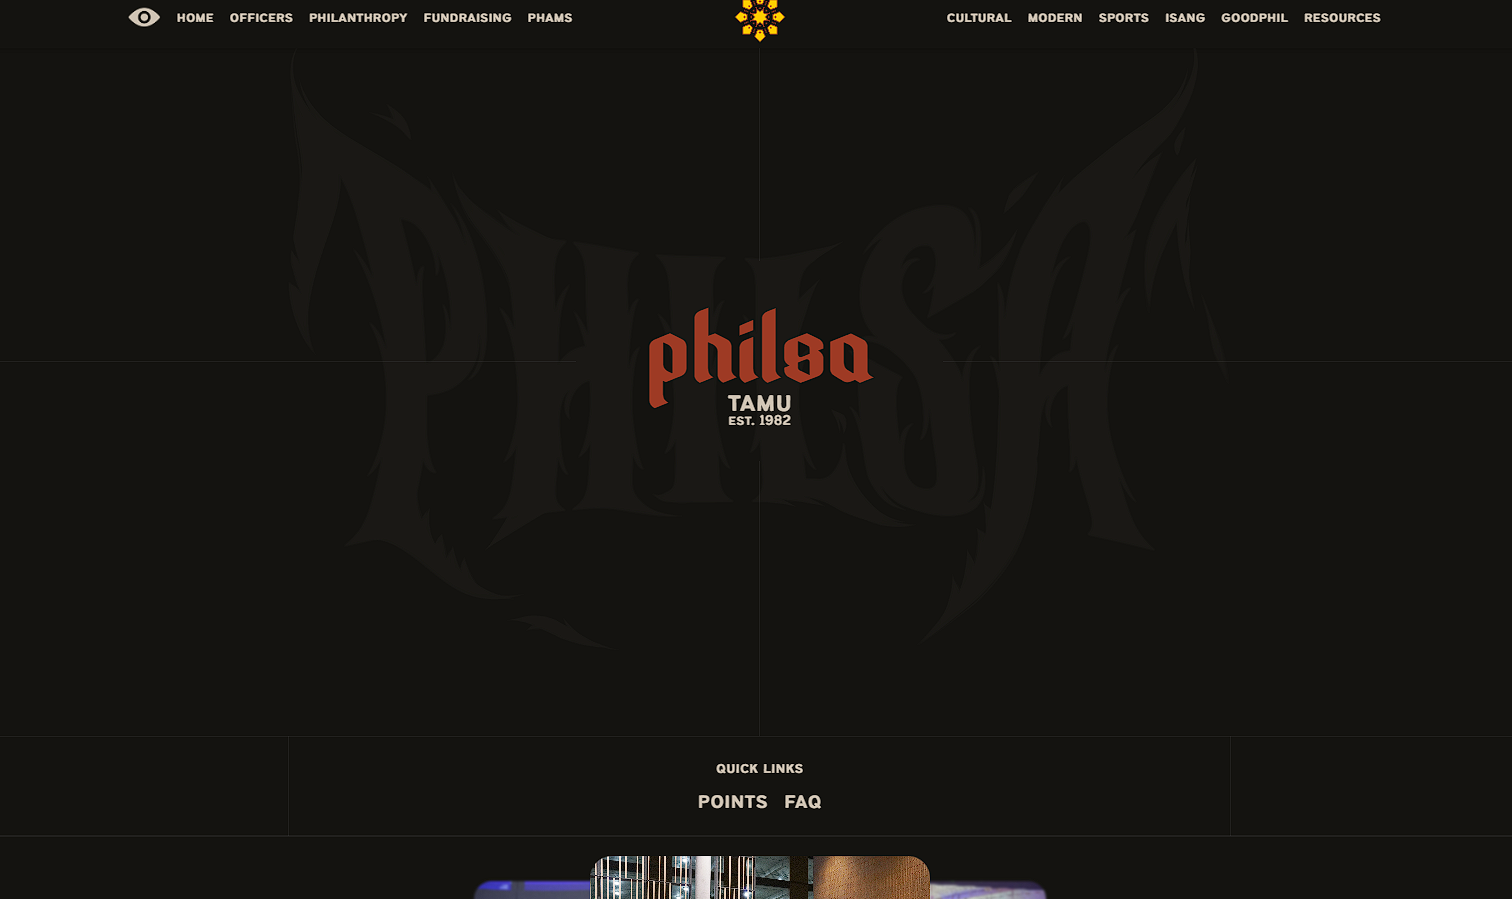 HOME OFFICERS PHILANTHROPY FUNDRAISING PHAMS CULTURAL MODERN SPORTS ISANG GOODPHIL RESOURCES
PHILSA
philsa
TAMU
EST. 1982
QUICK LINKS
POINTS FAQ